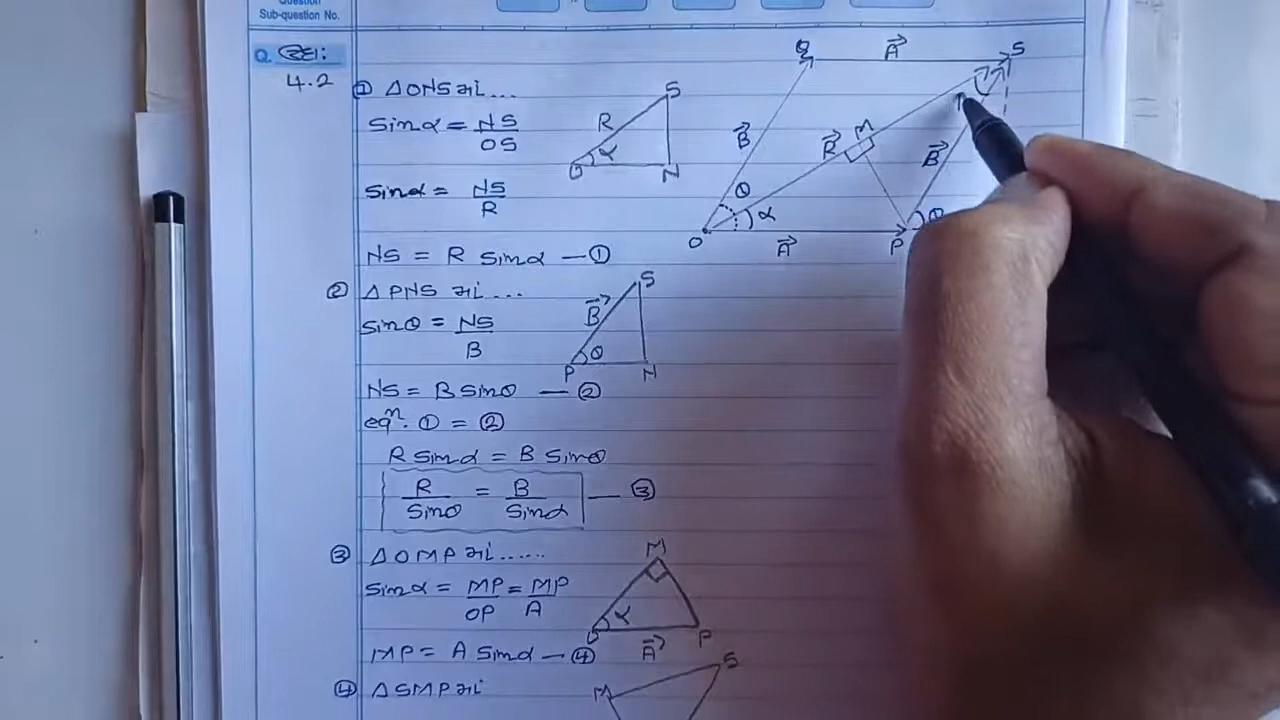 Question
Sub-question No.
Q ઉદા:
4.2
① ΔONS માં...
Sinα = NS/OS
Sinα = NS/R
NS = R Sinα — ①
② ΔPNS માં...
Sinθ = NS/B
NS = B Sinθ — ②
eqⁿ. ① = ②
R Sinα = B Sinθ
R/Sinθ = B/Sinα — ③
③ ΔOMP માં......
Sinα = MP/OP = MP/A
MP = A Sinα — ④
④ ΔSMP માં
S
R
α
O
N
S
B⃗
θ
P
N
M
α
O
A⃗
P
S
M
Q
A⃗
S
B⃗
R⃗
M
B⃗
θ
α
O
A⃗
P
θ